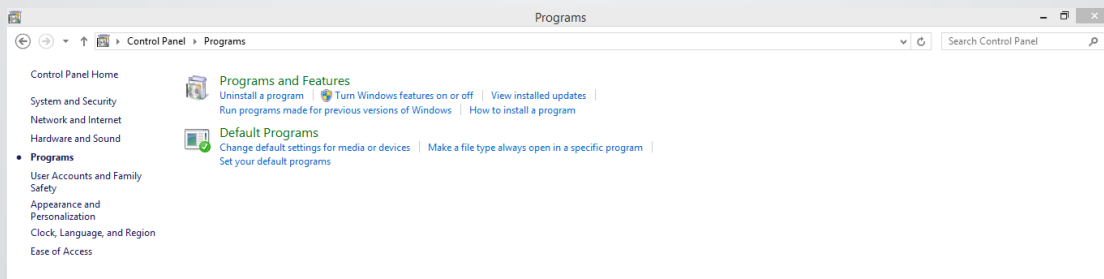 Programs
Control Panel Programs
Search Control Panel
Control Panel Home
System and Security
Network and Internet
Hardware and Sound
Programs
User Accounts and Family
Safety
Appearance and
Personalization
Clock, Language, and Region
Ease of Access
Programs and Features
Uninstall a program Turn Windows features on or off View installed updates
Run programs made for previous versions of Windows How to install a program
Default Programs
Change default settings for media or devices Make a file type always open in a specific program
Set your default programs